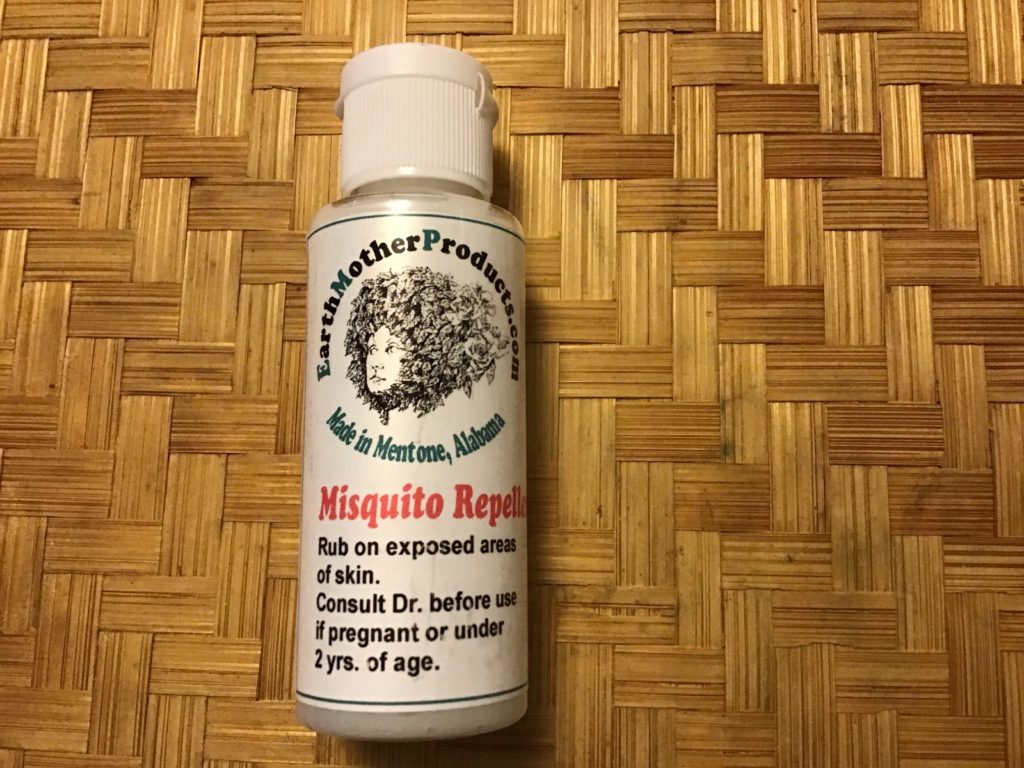 EarthMotherProducts.com
Made in Mentone, Alabama
Misquito Repelle
Rub on exposed areas
of skin.
Consult Dr. before use
if pregnant or under
2 yrs. of age.